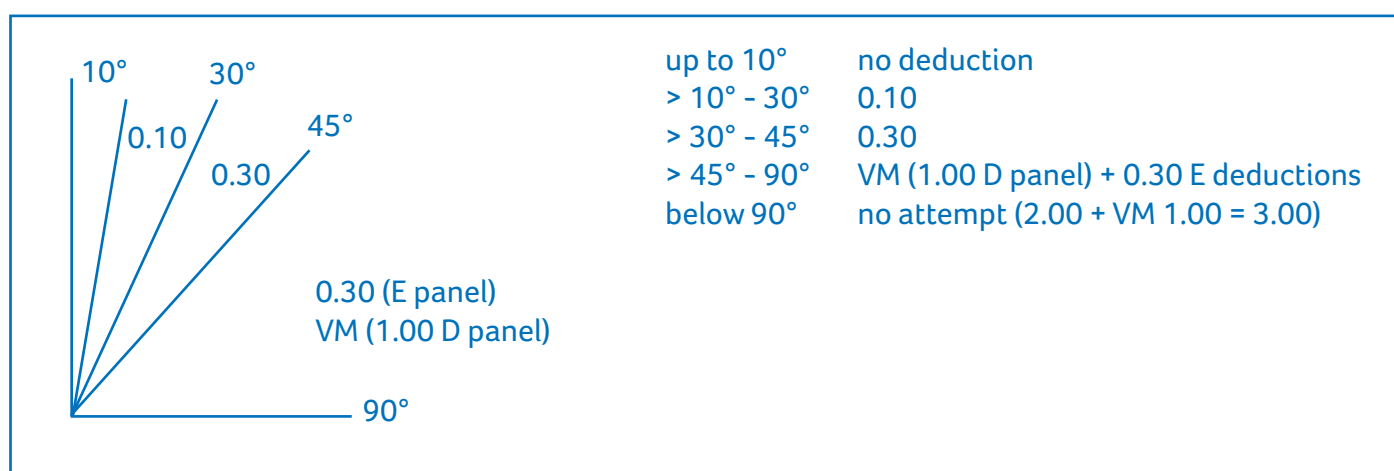 10°
30°
45°
0.10
0.30
0.30 (E panel)
VM (1.00 D panel)
90°
up to 10° no deduction
> 10° - 30° 0.10
> 30° - 45° 0.30
> 45° - 90° VM (1.00 D panel) + 0.30 E deductions
below 90° no attempt (2.00 + VM 1.00 = 3.00)